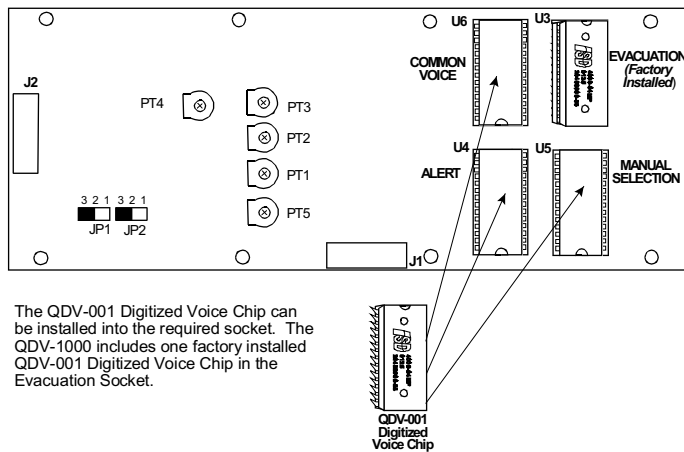 U6
U3
COMMON
VOICE
EVACUATION
(Factory
Installed)
J2
ISD
PT4
PT3
PT2
PT1
PT5
U4
U5
ALERT
MANUAL
SELECTION
3 2 1
3 2 1
JP1
JP2
J1
The QDV-001 Digitized Voice Chip can
be installed into the required socket. The
QDV-1000 includes one factory installed
QDV-001 Digitized Voice Chip in the
Evacuation Socket.
ISD
QDV-001
Digitized
Voice Chip